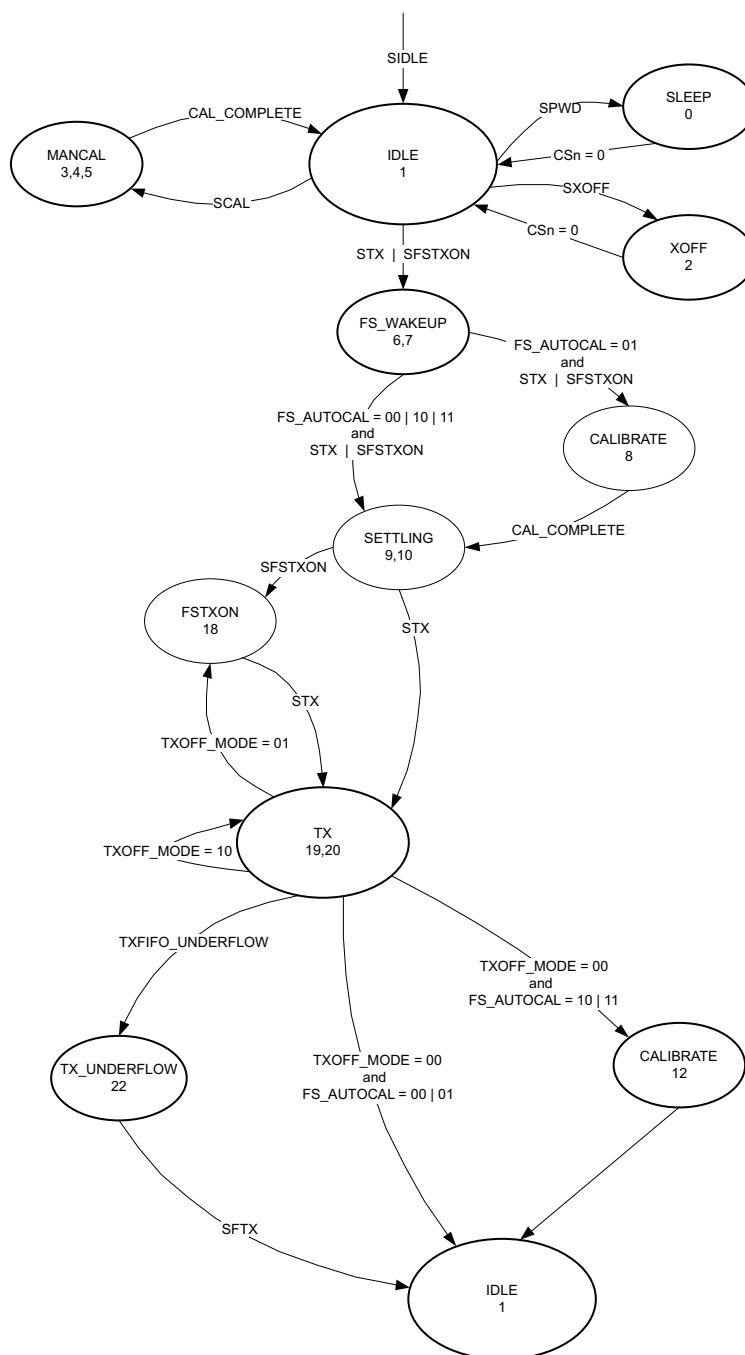 SIDLE
SLEEP
0
SPWD
CAL_COMPLETE
MANCAL
3,4,5
IDLE
1
CSn = 0
SXOFF
SCAL
CSn = 0
XOFF
2
STX | SFSTXON
FS_WAKEUP
6,7
FS_AUTOCAL = 01
and
STX | SFSTXON
FS_AUTOCAL = 00 | 10 | 11
and
STX | SFSTXON
CALIBRATE
8
CAL_COMPLETE
SETTLING
9,10
SFSTXON
FSTXON
18
STX
STX
TXOFF_MODE = 01
TX
19,20
TXOFF_MODE = 10
TXFIFO_UNDERFLOW
TXOFF_MODE = 00
and
FS_AUTOCAL = 10 | 11
TXOFF_MODE = 00
and
FS_AUTOCAL = 00 | 01
TX_UNDERFLOW
22
CALIBRATE
12
SFTX
IDLE
1